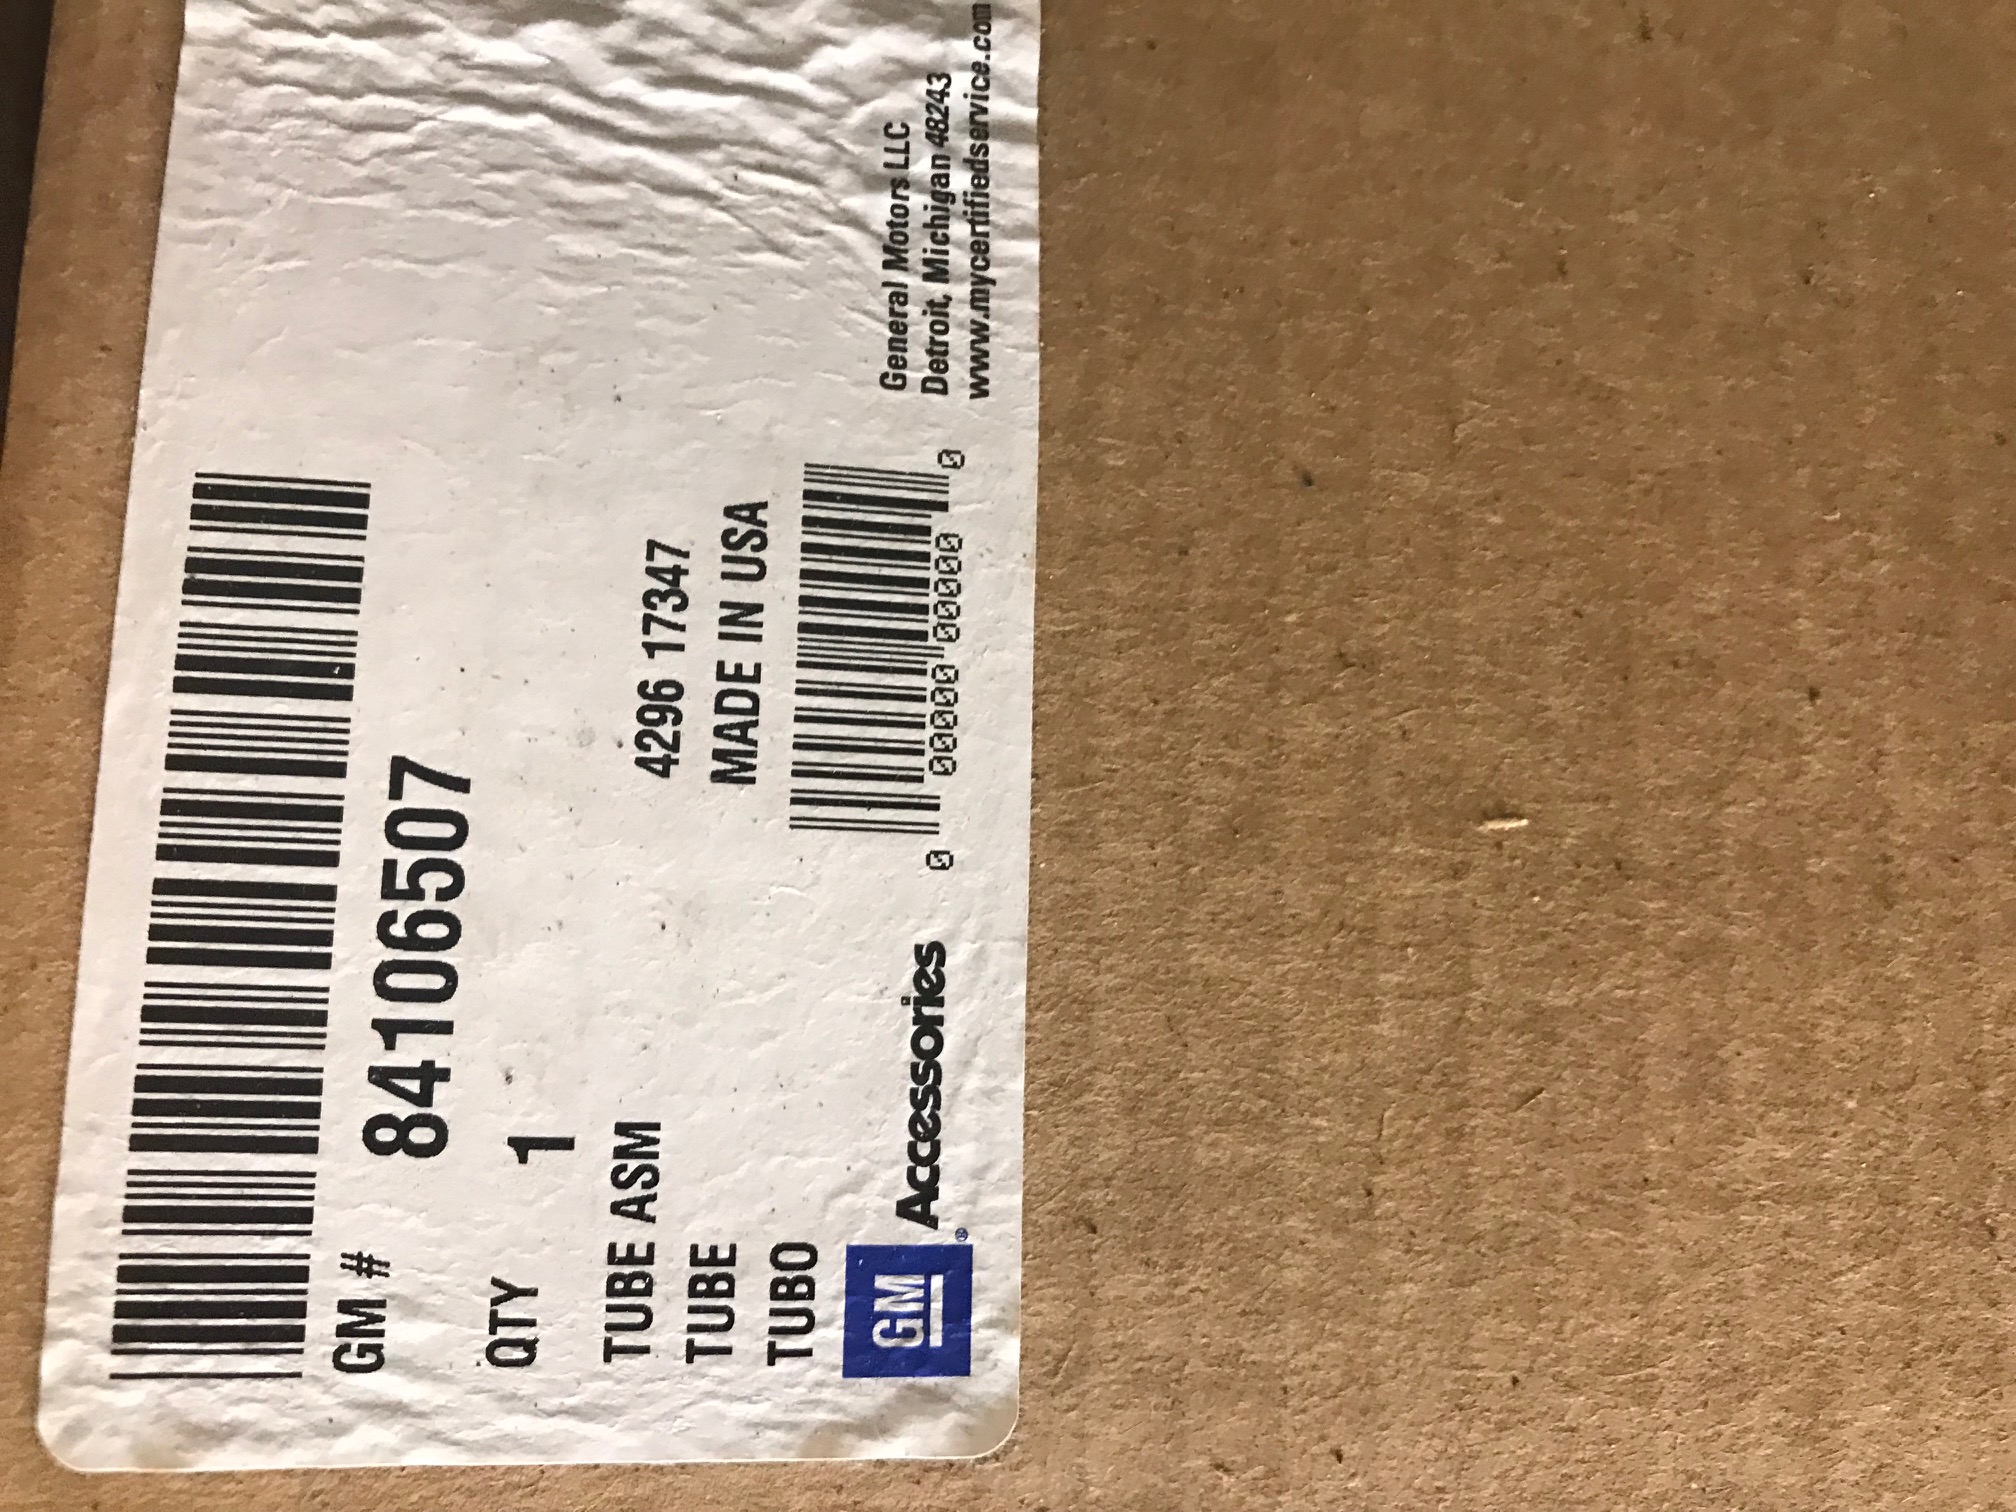 GM # 84106507
QTY 1
TUBE ASM
TUBE 4296 17347
TUBO MADE IN USA
GM® Accessories
0 00000 00000 0
General Motors LLC
Detroit, Michigan 48243
www.mycertifiedservice.com